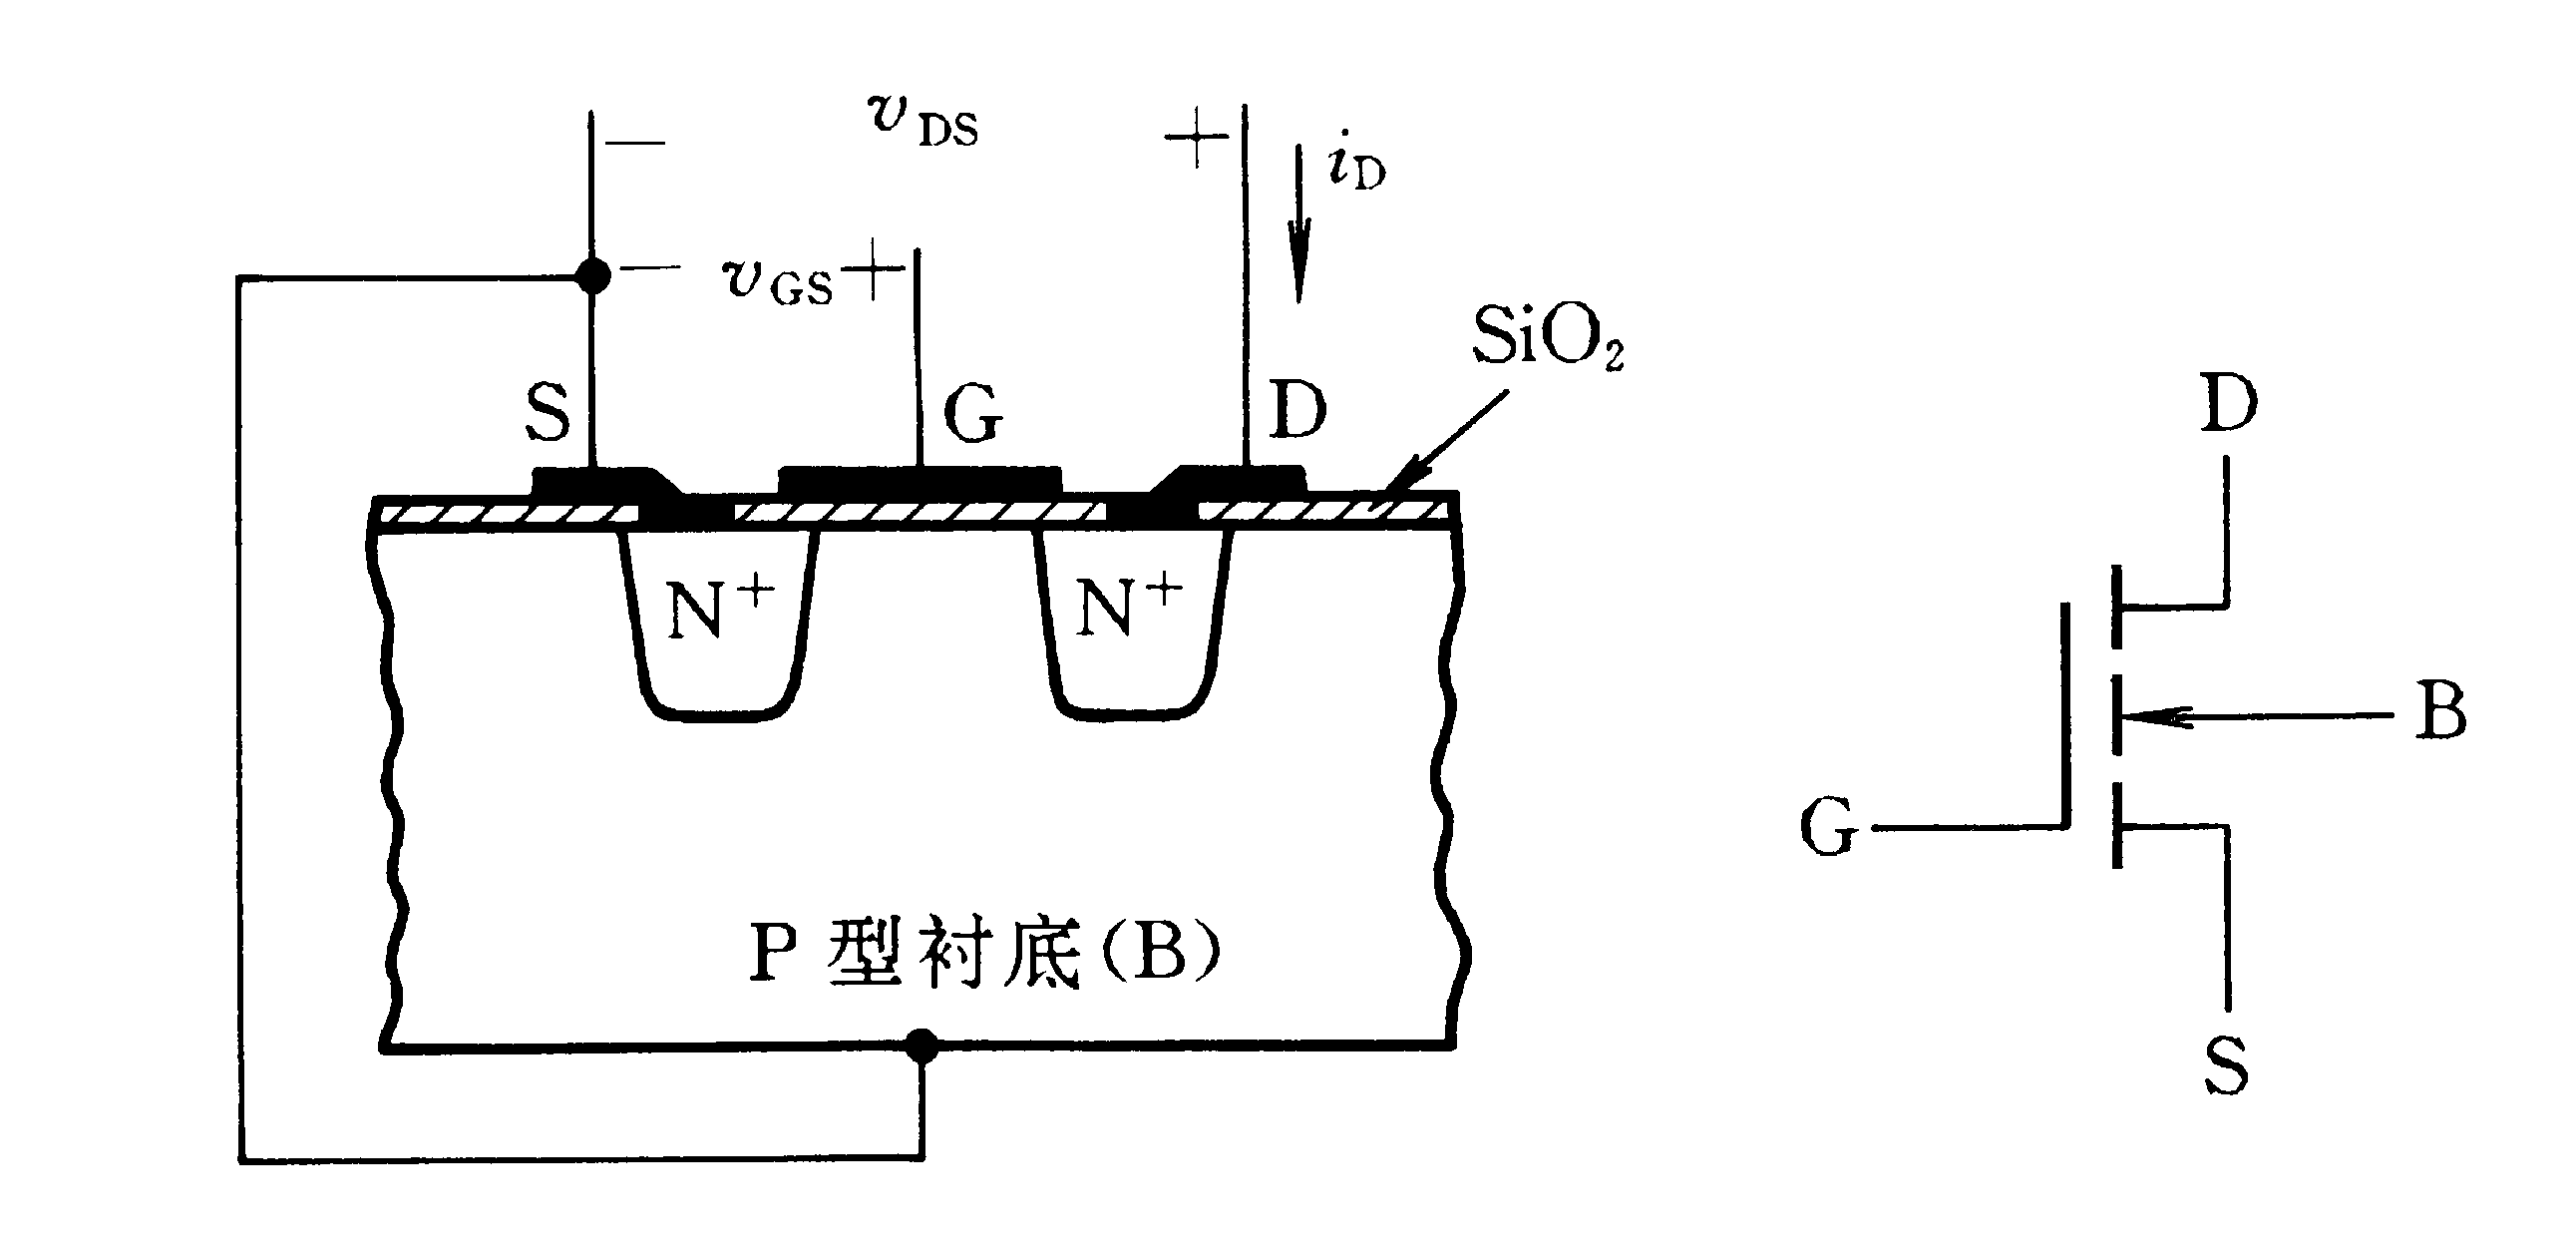 − v_DS +
i_D
− v_GS +
SiO₂
S G D
N⁺ N⁺
P 型衬底(B)
D
B
G
S